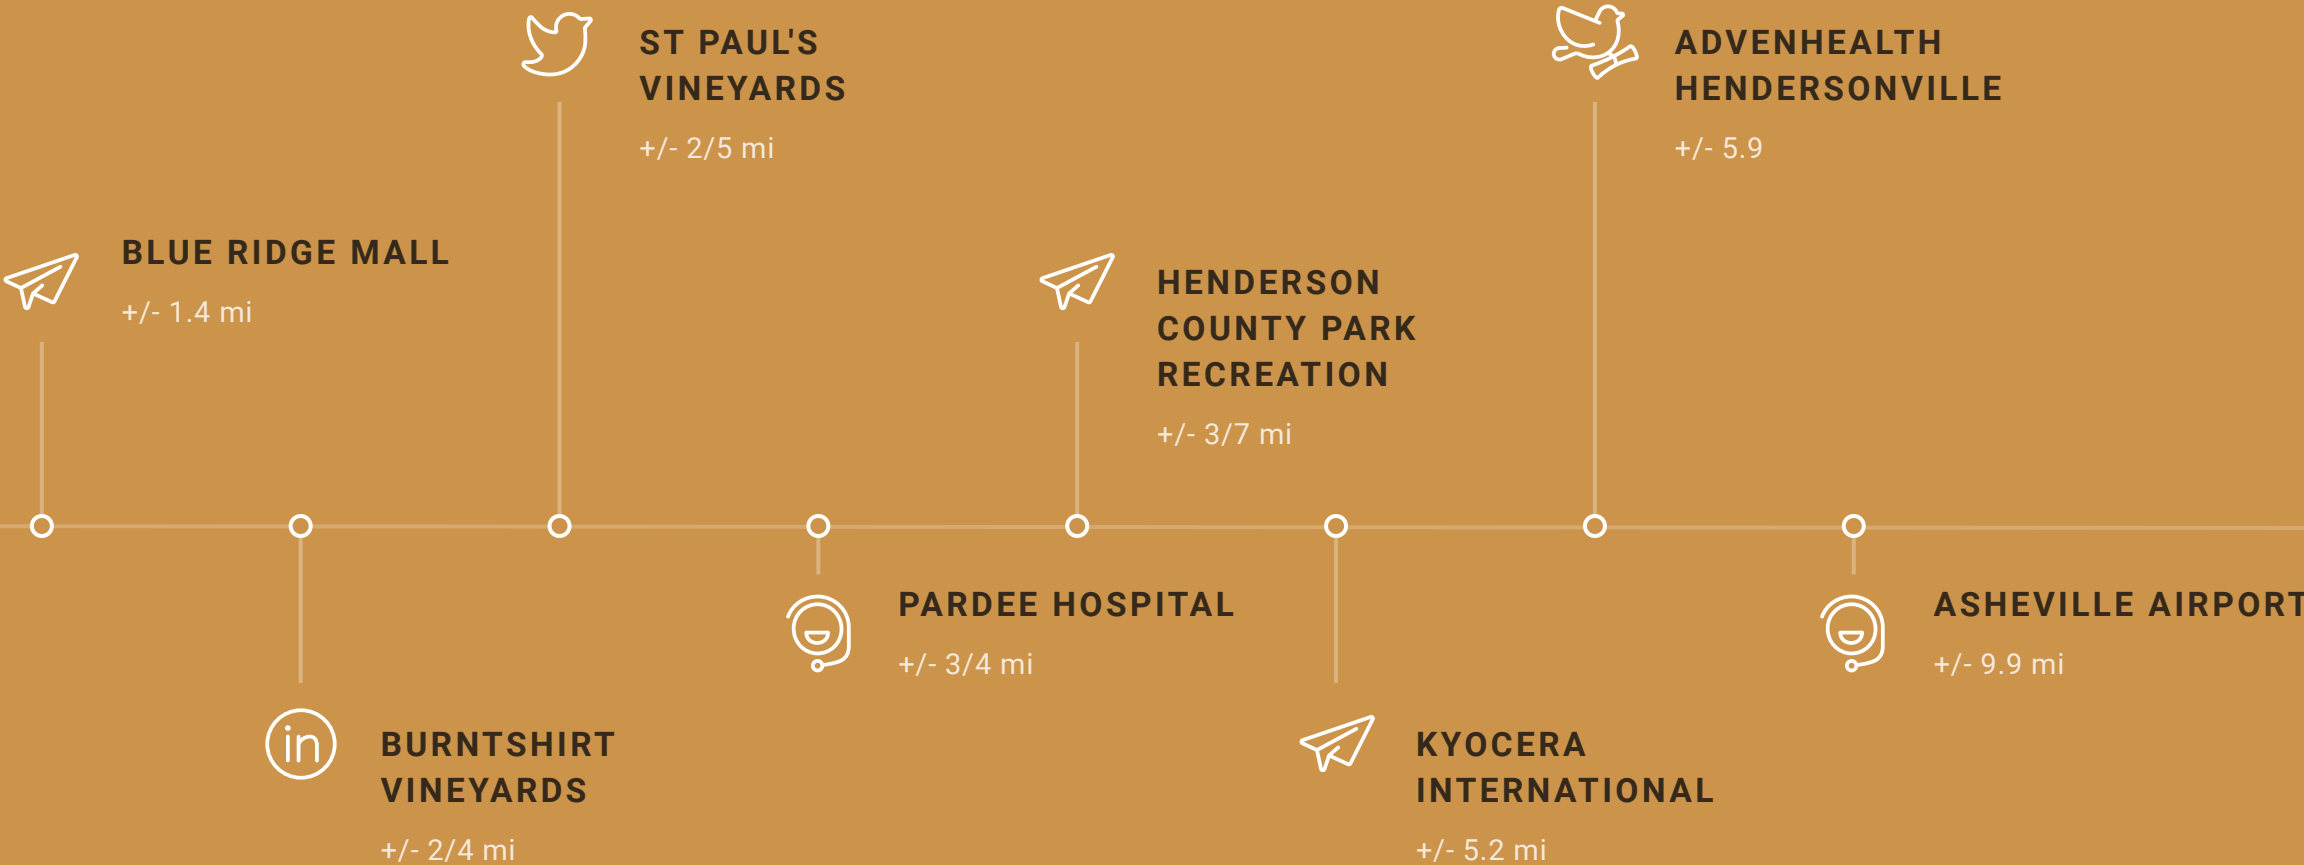 BLUE RIDGE MALL
+/- 1.4 mi
in
BURNTSHIRT
VINEYARDS
+/- 2/4 mi
ST PAUL'S
VINEYARDS
+/- 2/5 mi
PARDEE HOSPITAL
+/- 3/4 mi
HENDERSON
COUNTY PARK
RECREATION
+/- 3/7 mi
KYOCERA
INTERNATIONAL
+/- 5.2 mi
ADVENHEALTH
HENDERSONVILLE
+/- 5.9
ASHEVILLE AIRPORT
+/- 9.9 mi